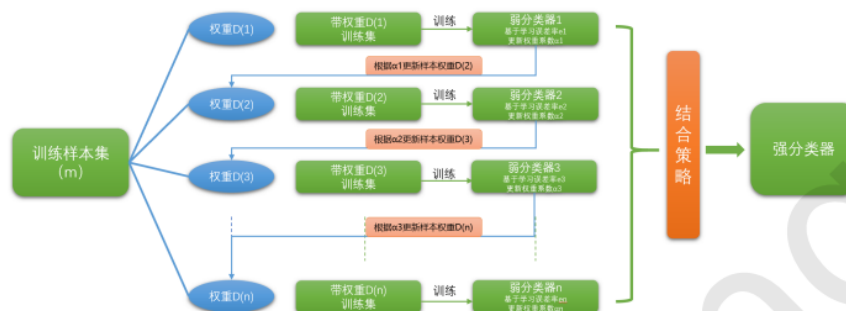 训练样本集
(m)
权重D(1)
带权重D(1)
训练集
训练
弱分类器1
基于学习误差率e1
更新权重系数α1
根据α1更新样本权重D(2)
权重D(2)
带权重D(2)
训练集
训练
弱分类器2
基于学习误差率e2
更新权重系数α2
根据α2更新样本权重D(3)
权重D(3)
带权重D(3)
训练集
训练
弱分类器3
基于学习误差率e3
更新权重系数α3
根据α3更新样本权重D(n)
权重D(n)
带权重D(n)
训练集
训练
弱分类器n
基于学习误差率en
更新权重系数αn
结合策略
强分类器